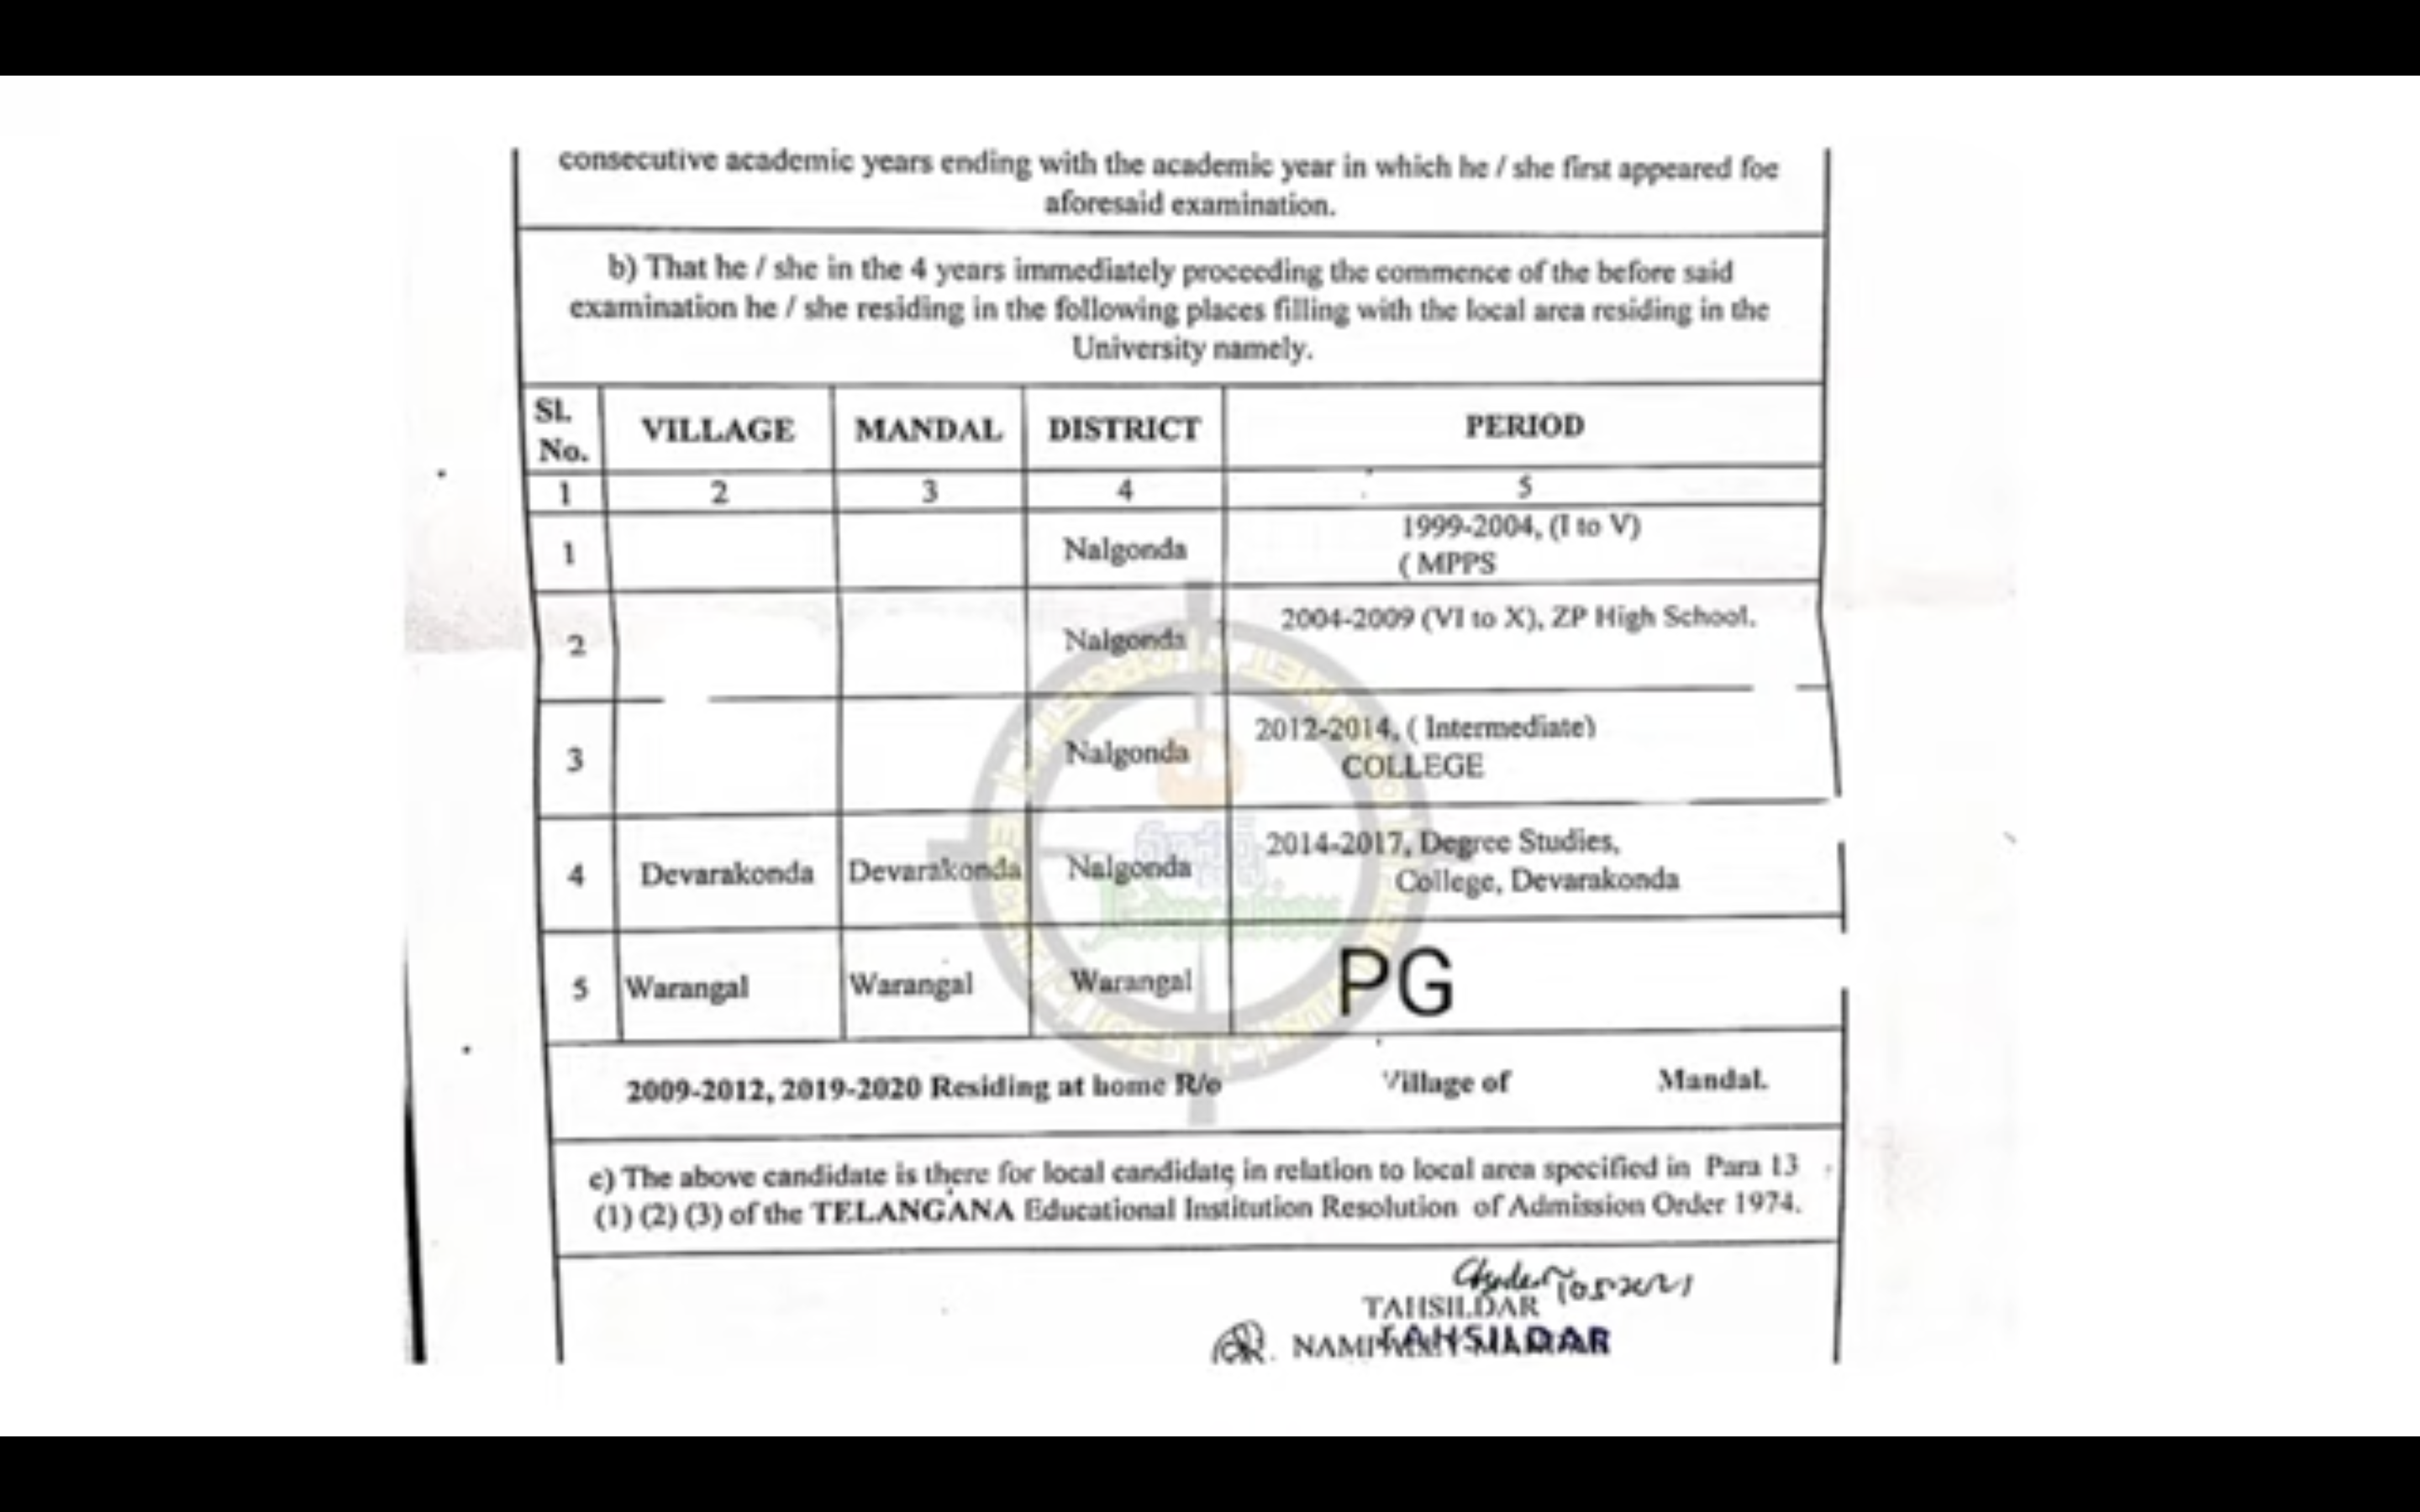 consecutive academic years ending with the academic year in which he / she first appeared foe
aforesaid examination.
b) That he / she in the 4 years immediately proceeding the commence of the before said
examination he / she residing in the following places filling with the local area residing in the
University namely.
Sl. No. VILLAGE MANDAL DISTRICT PERIOD
1 2 3 4 5
1 Nalgonda 1999-2004, (I to V)
( MPPS
2 Nalgonda 2004-2009 (VI to X), ZP High School.
3 Nalgonda 2012-2014, ( Intermediate)
COLLEGE
4 Devarakonda Devarakonda Nalgonda 2014-2017, Degree Studies,
College, Devarakonda
5 Warangal Warangal Warangal PG
2009-2012, 2019-2020 Residing at home R/o Village of Mandal.
c) The above candidate is there for local candidate in relation to local area specified in Para 13
(1) (2) (3) of the TELANGANA Educational Institution Resolution of Admission Order 1974.
TAHSILDAR
TAHSILDAR
Education